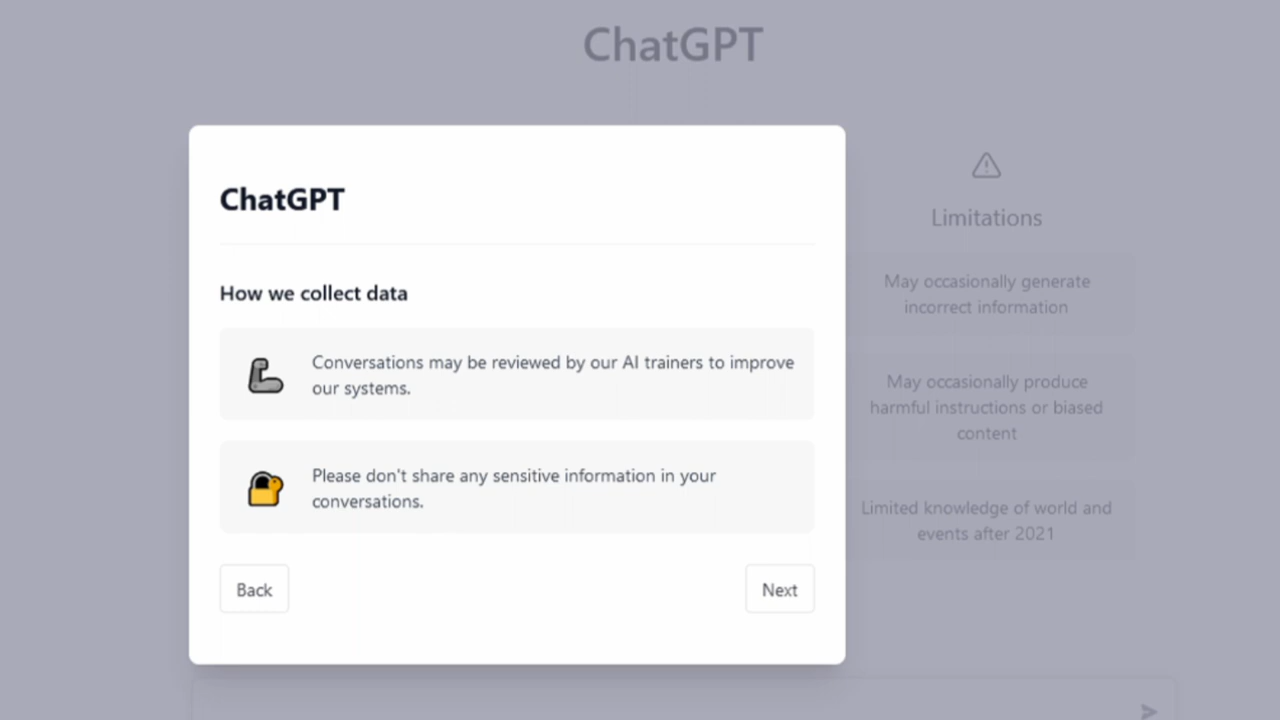 ChatGPT
ChatGPT
How we collect data
Conversations may be reviewed by our AI trainers to improve
our systems.
Please don't share any sensitive information in your
conversations.
Back
Next
Limitations
May occasionally generate
incorrect information
May occasionally produce
harmful instructions or biased
content
Limited knowledge of world and
events after 2021